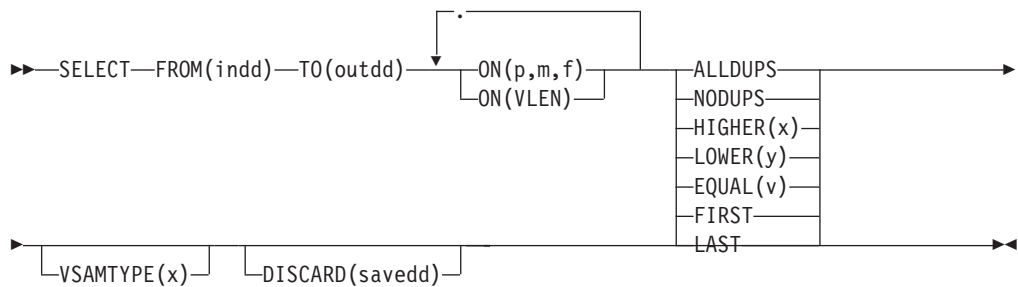 .
SELECT FROM(indd) TO(outdd) ON(p,m,f) ALLDUPS
ON(VLEN) NODUPS
HIGHER(x)
LOWER(y)
EQUAL(v)
FIRST
LAST
VSAMTYPE(x) DISCARD(savedd)